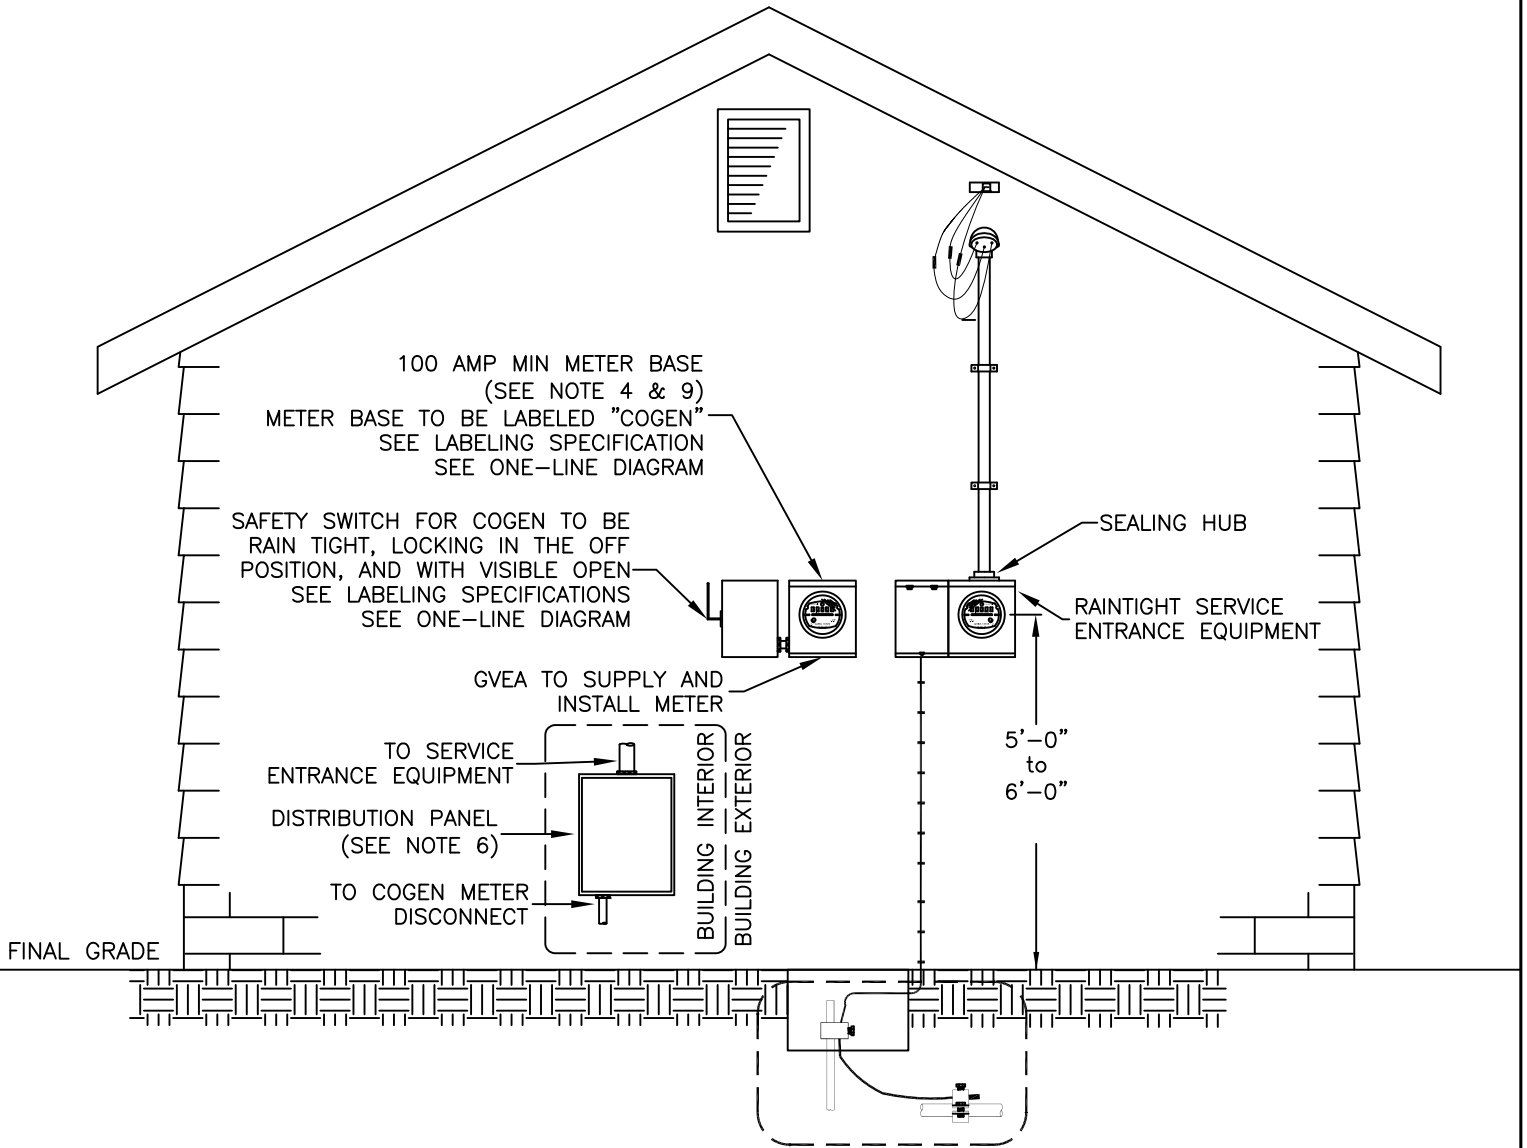 100 AMP MIN METER BASE
(SEE NOTE 4 & 9)
METER BASE TO BE LABELED "COGEN"
SEE LABELING SPECIFICATION
SEE ONE-LINE DIAGRAM
SAFETY SWITCH FOR COGEN TO BE
RAIN TIGHT, LOCKING IN THE OFF
POSITION, AND WITH VISIBLE OPEN
SEE LABELING SPECIFICATIONS
SEE ONE-LINE DIAGRAM
SEALING HUB
RAINTIGHT SERVICE
ENTRANCE EQUIPMENT
GVEA TO SUPPLY AND
INSTALL METER
5'-0"
to
6'-0"
TO SERVICE
ENTRANCE EQUIPMENT
DISTRIBUTION PANEL
(SEE NOTE 6)
TO COGEN METER
DISCONNECT
BUILDING INTERIOR
BUILDING EXTERIOR
FINAL GRADE